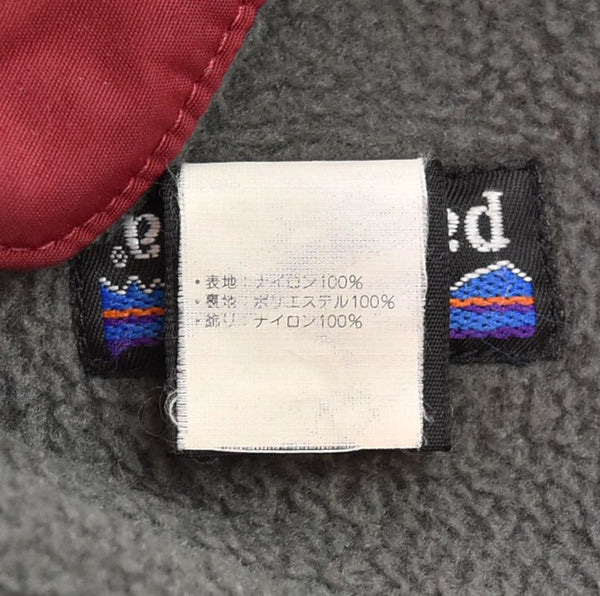 pa
a®
・表地：ナイロン100%
・裏地：ポリエステル100%
・飾り：ナイロン100%